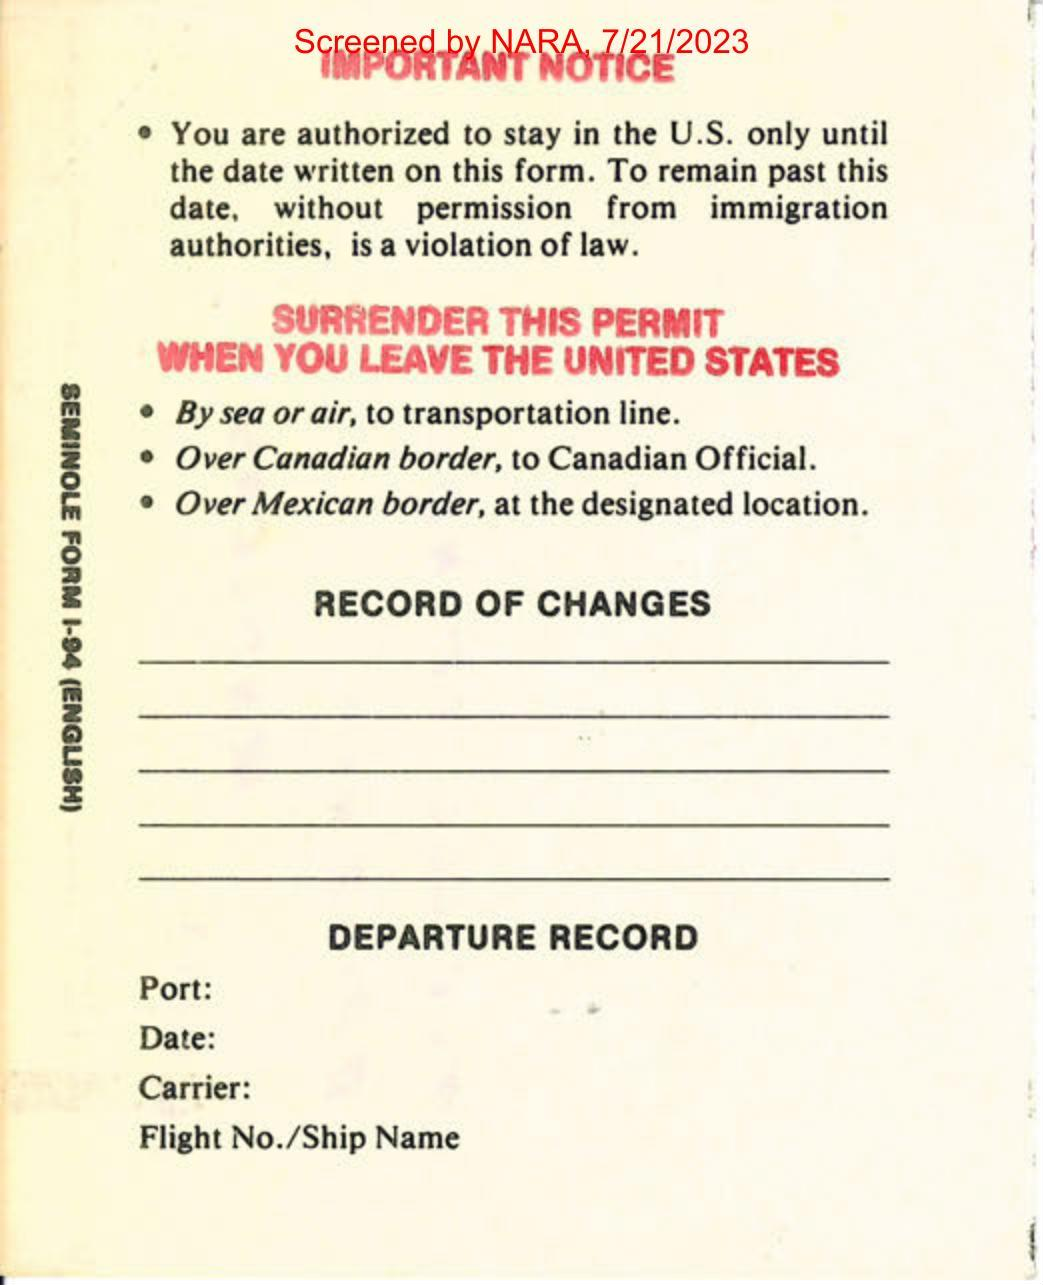 Screened by NARA, 7/21/2023
IMPORTANT NOTICE
• You are authorized to stay in the U.S. only until
the date written on this form. To remain past this
date, without permission from immigration
authorities, is a violation of law.
SURRENDER THIS PERMIT
WHEN YOU LEAVE THE UNITED STATES
• By sea or air, to transportation line.
• Over Canadian border, to Canadian Official.
• Over Mexican border, at the designated location.
SEMINOLE FORM I-94 (ENGLISH)
RECORD OF CHANGES
DEPARTURE RECORD
Port:
Date:
Carrier:
Flight No./Ship Name